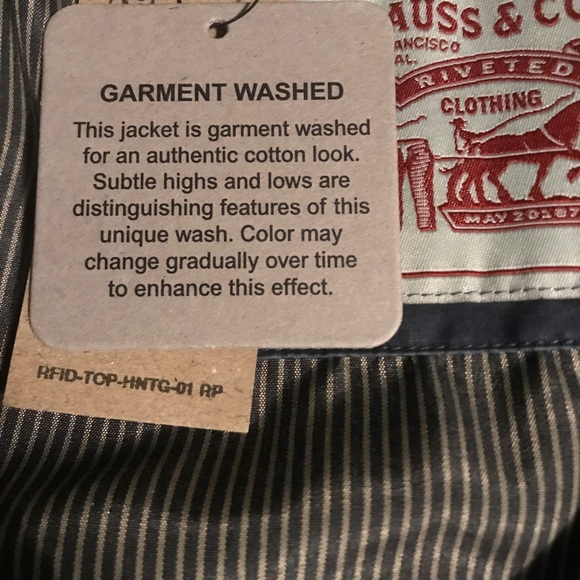 GARMENT WASHED
This jacket is garment washed
for an authentic cotton look.
Subtle highs and lows are
distinguishing features of this
unique wash. Color may
change gradually over time
to enhance this effect.
RFID-TOP-HNTG-01 RP
AUSS & CO
ANCISCO
AL.
RIVETED
CLOTHING
MAY 20187